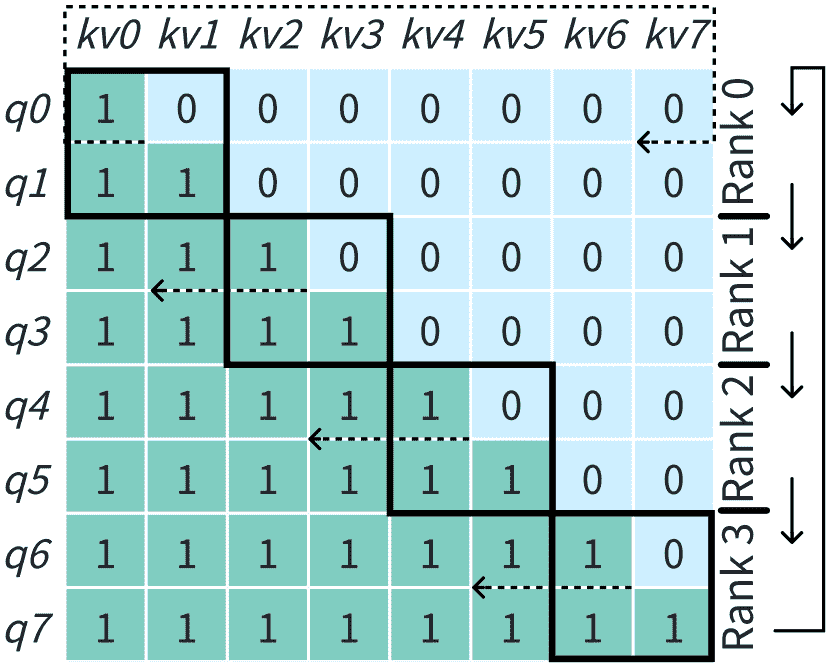 kv0 kv1 kv2 kv3 kv4 kv5 kv6 kv7
q0 1 0 0 0 0 0 0 0
q1 1 1 0 0 0 0 0 0
q2 1 1 1 0 0 0 0 0
q3 1 1 1 1 0 0 0 0
q4 1 1 1 1 1 0 0 0
q5 1 1 1 1 1 1 0 0
q6 1 1 1 1 1 1 1 0
q7 1 1 1 1 1 1 1 1
Rank 0
Rank 1
Rank 2
Rank 3